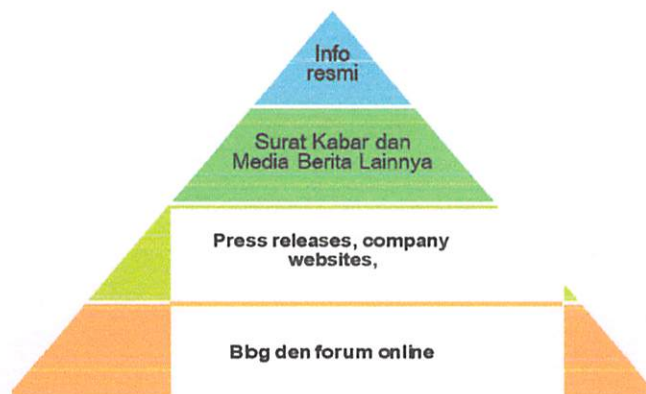 Info
resmi
Surat Kabar dan
Media Berita Lainnya
Press releases, company
websites,
Bbg den forum online